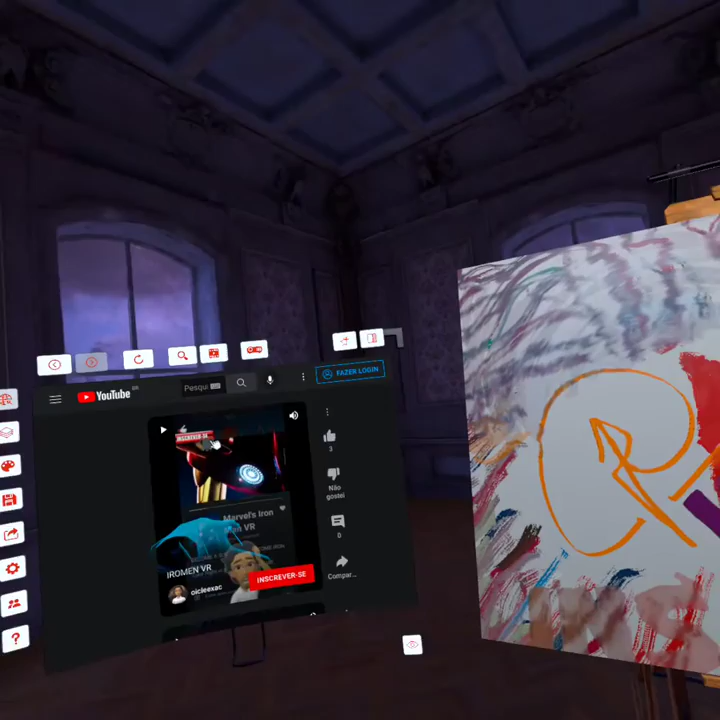 YouTube BR
Pesqui
FAZER LOGIN
INSCREVER-SE
3
Não
gostei
Marvel's Iron
Man VR
0
IROMEN VR
oicleexac
INSCREVER-SE
Compar...
?
R